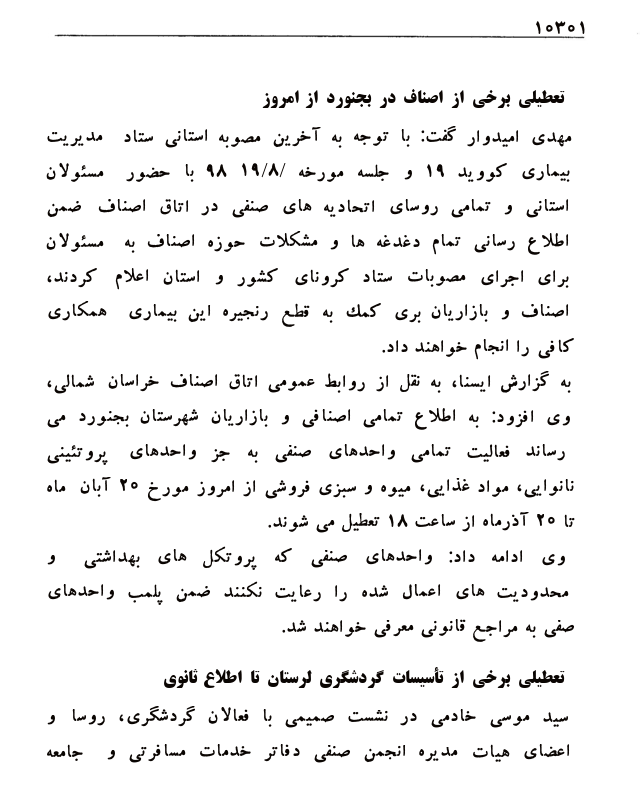 ۱۰۳۰۱
تعطیلی برخی از اصناف در بجنورد از امروز
مهدی امیدوار گفت: با توجه به آخرین مصوبه استانی ستاد مدیریت
بیماری کووید ۱۹ و جلسه مورخه /۱۹/۸ ۹۸ با حضور مسئولان
استانی و تمامی روسای اتحادیه های صنفی در اتاق اصناف ضمن
اطلاع رسانی تمام دغدغه ها و مشکلات حوزه اصناف به مسئولان
برای اجرای مصوبات ستاد کرونای کشور و استان اعلام کردند،
اصناف و بازاریان بری کمك به قطع رنجیره این بیماری همکاری
کافی را انجام خواهند داد.
به گزارش ایسنا، به نقل از روابط عمومی اتاق اصناف خراسان شمالی،
وی افزود: به اطلاع تمامی اصنافی و بازاریان شهرستان بجنورد می
رساند فعالیت تمامی واحدهای صنفی به جز واحدهای پروتئینی
نانوایی، مواد غذایی، میوه و سبزی فروشی از امروز مورخ ۲۵ آبان ماه
تا ۲۰ آذرماه از ساعت ۱۸ تعطیل می شوند.
وی ادامه داد: واحدهای صنفی که پروتکل های بهداشتی و
محدودیت های اعمال شده را رعایت نکنند ضمن پلمب واحدهای
صفی به مراجع قانونی معرفی خواهند شد.
تعطیلی برخی از تأسیسات گردشگری لرستان تا اطلاع ثانوی
سید موسی خادمی در نشست صمیمی با فعالان گردشگری، روسا و
اعضای هیات مدیره انجمن صنفی دفاتر خدمات مسافرتی و جامعه